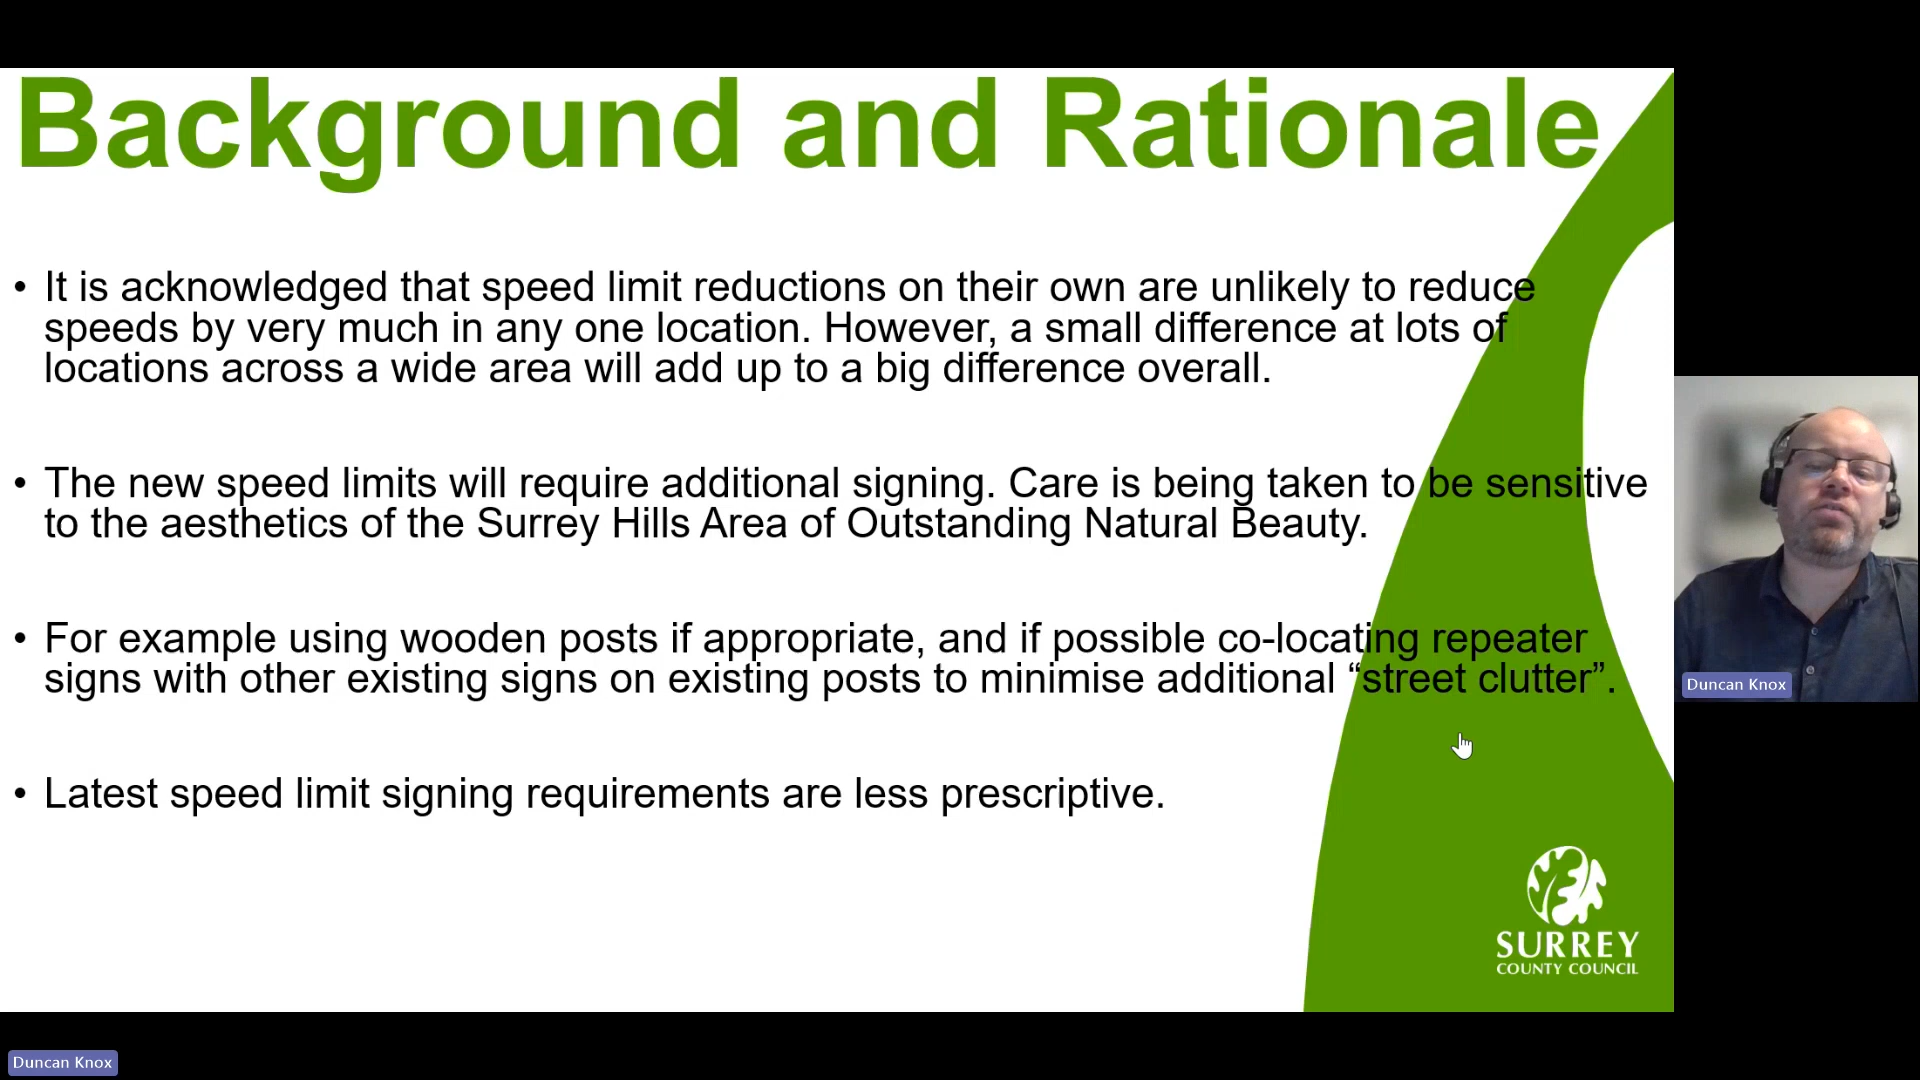 Background and Rationale
• It is acknowledged that speed limit reductions on their own are unlikely to reduce
speeds by very much in any one location. However, a small difference at lots of
locations across a wide area will add up to a big difference overall.
• The new speed limits will require additional signing. Care is being taken to be sensitive
to the aesthetics of the Surrey Hills Area of Outstanding Natural Beauty.
• For example using wooden posts if appropriate, and if possible co-locating repeater
signs with other existing signs on existing posts to minimise additional “street clutter”.
• Latest speed limit signing requirements are less prescriptive.
SURREY
COUNTY COUNCIL
Duncan Knox
Duncan Knox